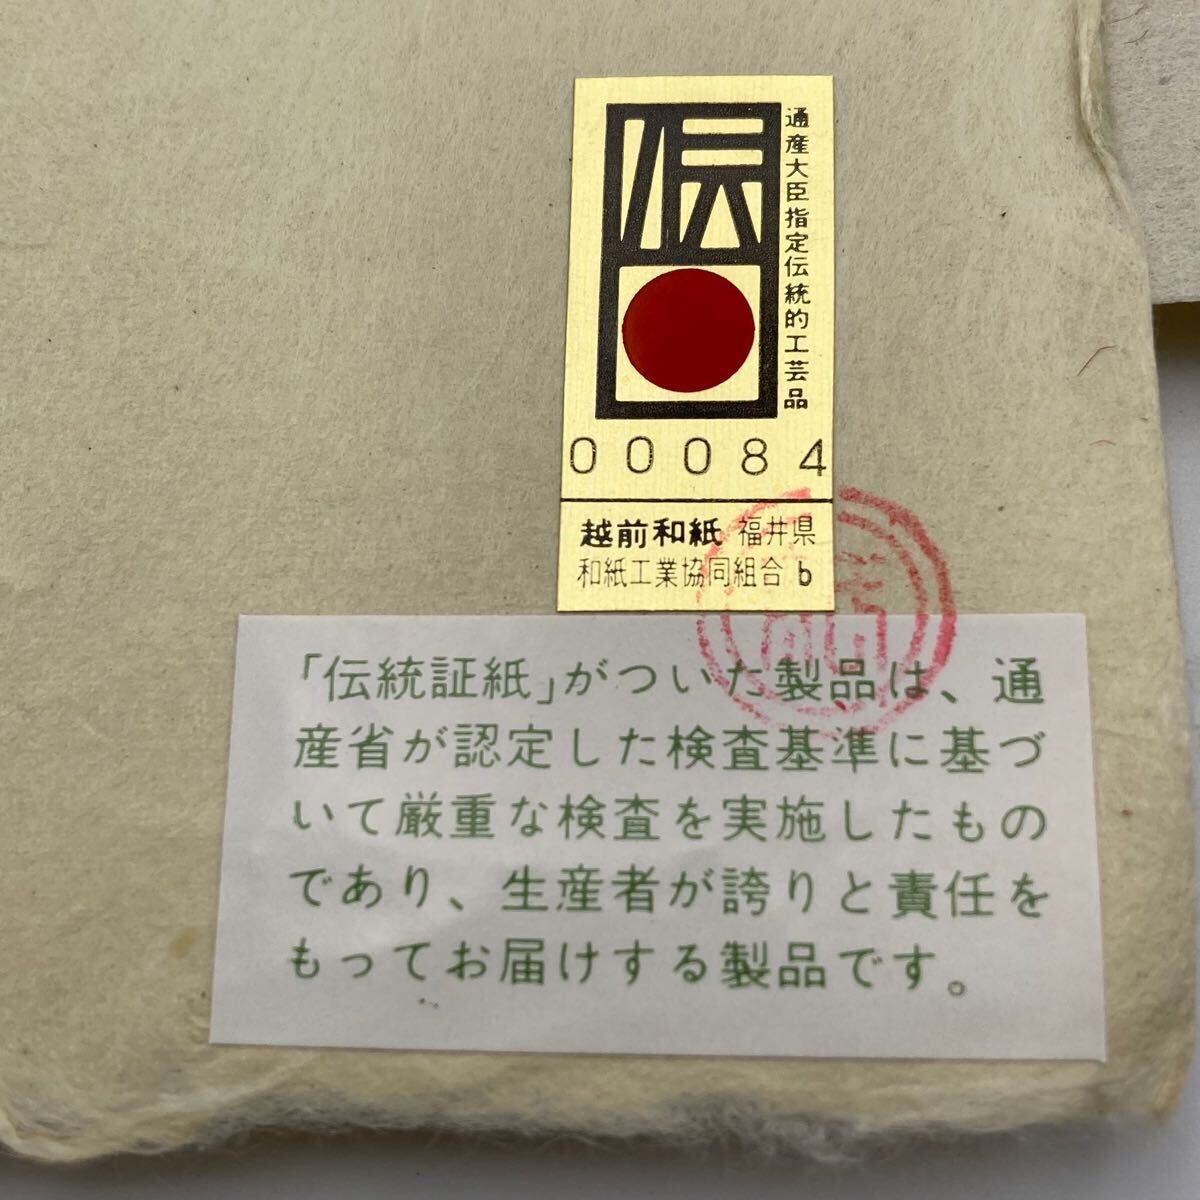 伝
通産大臣指定伝統的工芸品
00084
越前和紙 福井県
和紙工業協同組合 b
「伝統証紙」がついた製品は、通
産省が認定した検査基準に基づ
いて厳重な検査を実施したもの
であり、生産者が誇りと責任を
もってお届けする製品です。